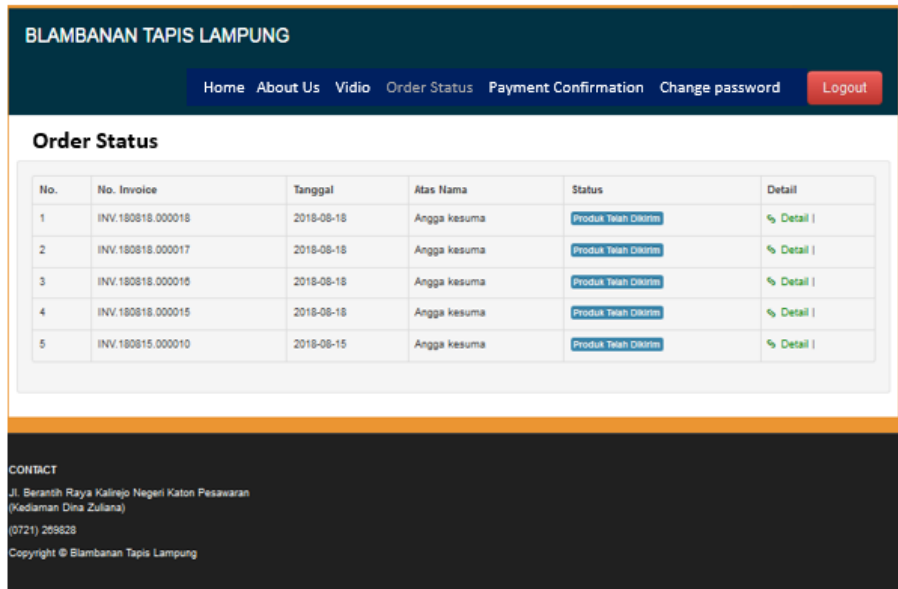 BLAMBANAN TAPIS LAMPUNG
Home About Us Vidio Order Status Payment Confirmation Change password Logout
Order Status
No. No. Invoice Tanggal Atas Nama Status Detail
1 INV.180818.000018 2018-08-18 Angga kesuma Produk Telah Dikirim Detail |
2 INV.180818.000017 2018-08-18 Angga kesuma Produk Telah Dikirim Detail |
3 INV.180818.000016 2018-08-18 Angga kesuma Produk Telah Dikirim Detail |
4 INV.180818.000015 2018-08-18 Angga kesuma Produk Telah Dikirim Detail |
5 INV.180815.000010 2018-08-15 Angga kesuma Produk Telah Dikirim Detail |
CONTACT
Jl. Berantih Raya Kalirejo Negeri Katon Pesawaran
(Kediaman Dina Zuliana)
(0721) 269828
Copyright © Blambanan Tapis Lampung